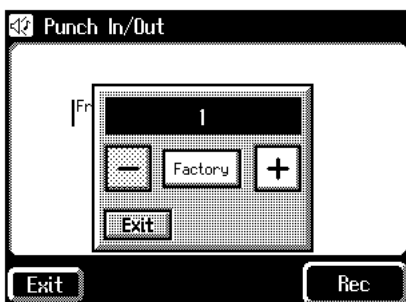 Punch In/Out
Fr
1
− Factory +
Exit
Exit Rec